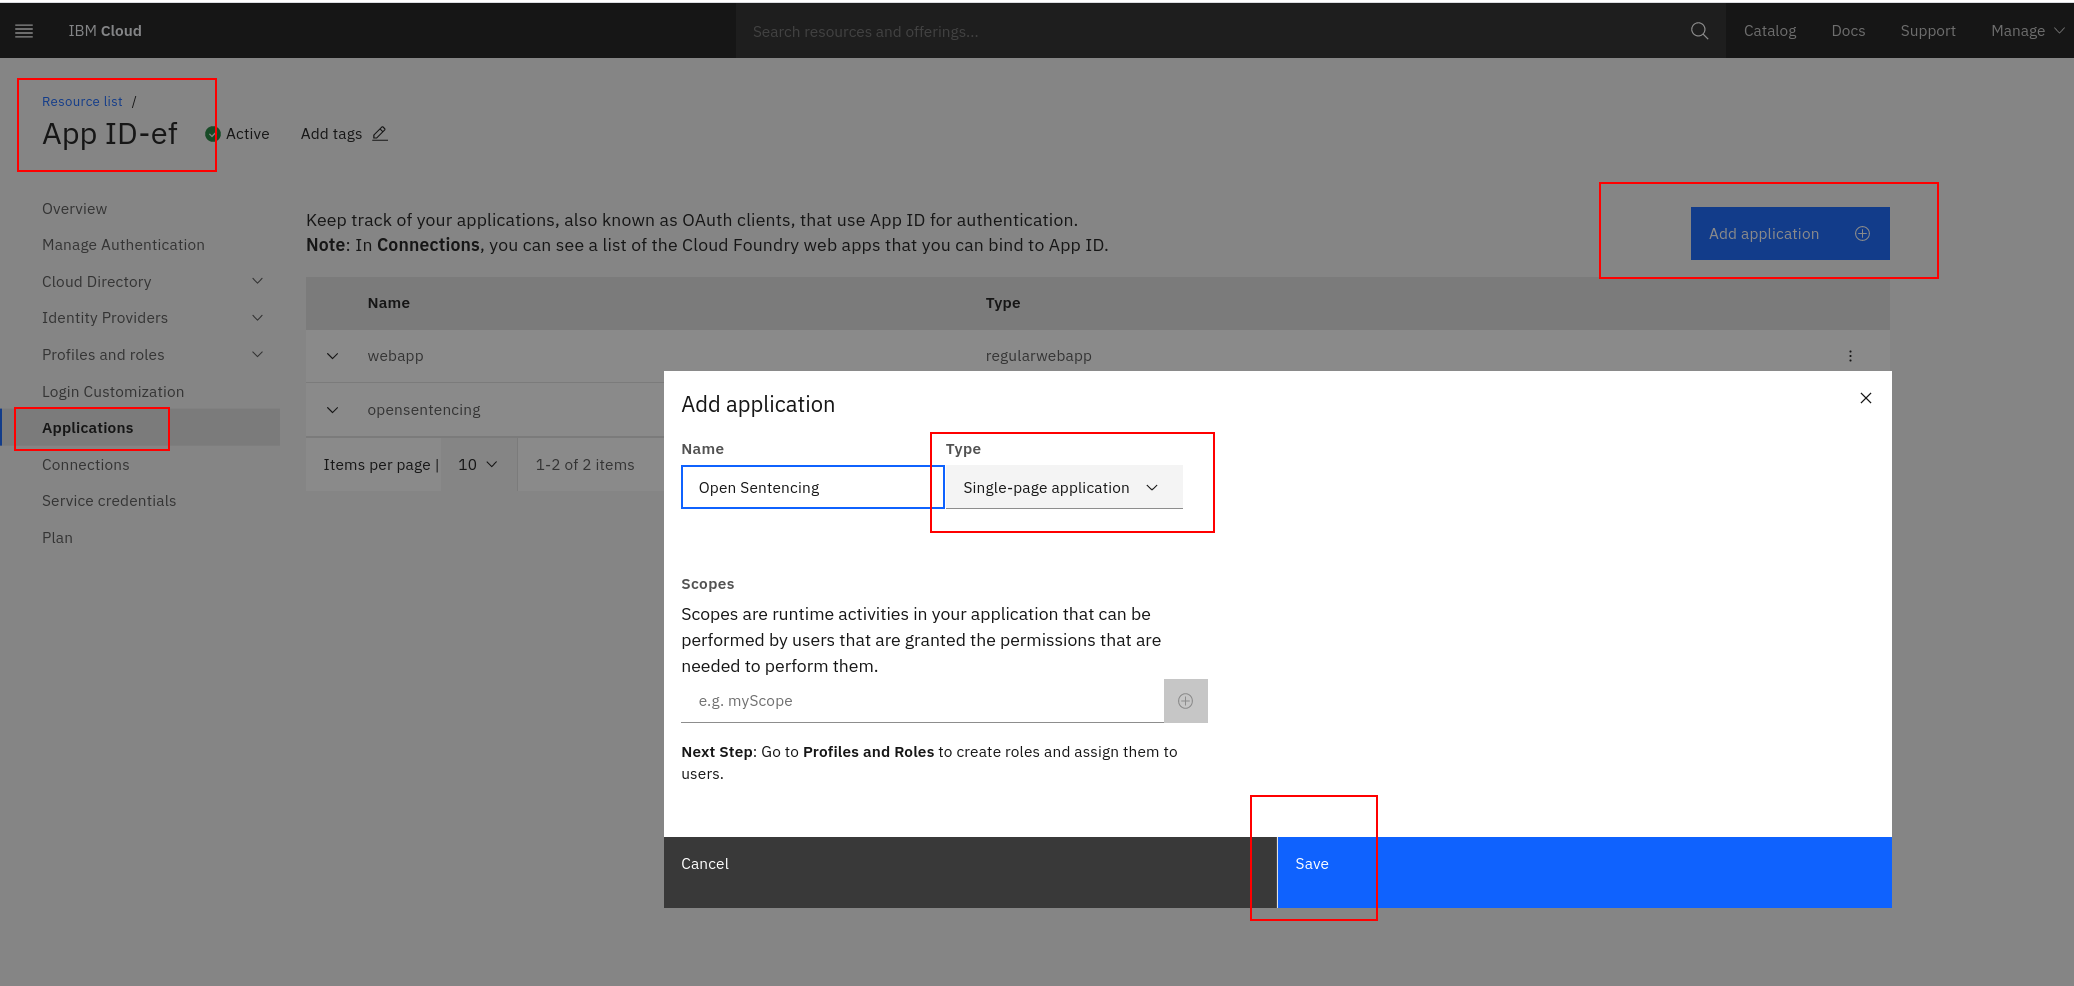 IBM Cloud
Search resources and offerings...
Catalog
Docs
Support
Manage
Resource list /
App ID-ef
Active
Add tags
Overview
Manage Authentication
Cloud Directory
Identity Providers
Profiles and roles
Login Customization
Applications
Connections
Service credentials
Plan
Keep track of your applications, also known as OAuth clients, that use App ID for authentication.
Note: In Connections, you can see a list of the Cloud Foundry web apps that you can bind to App ID.
Add application
Name Type
webapp regularwebapp
opensentencing
Items per page | 10 1-2 of 2 items
Add application
Name Type
Open Sentencing Single-page application
Scopes
Scopes are runtime activities in your application that can be
performed by users that are granted the permissions that are
needed to perform them.
e.g. myScope
Next Step: Go to Profiles and Roles to create roles and assign them to
users.
Cancel Save